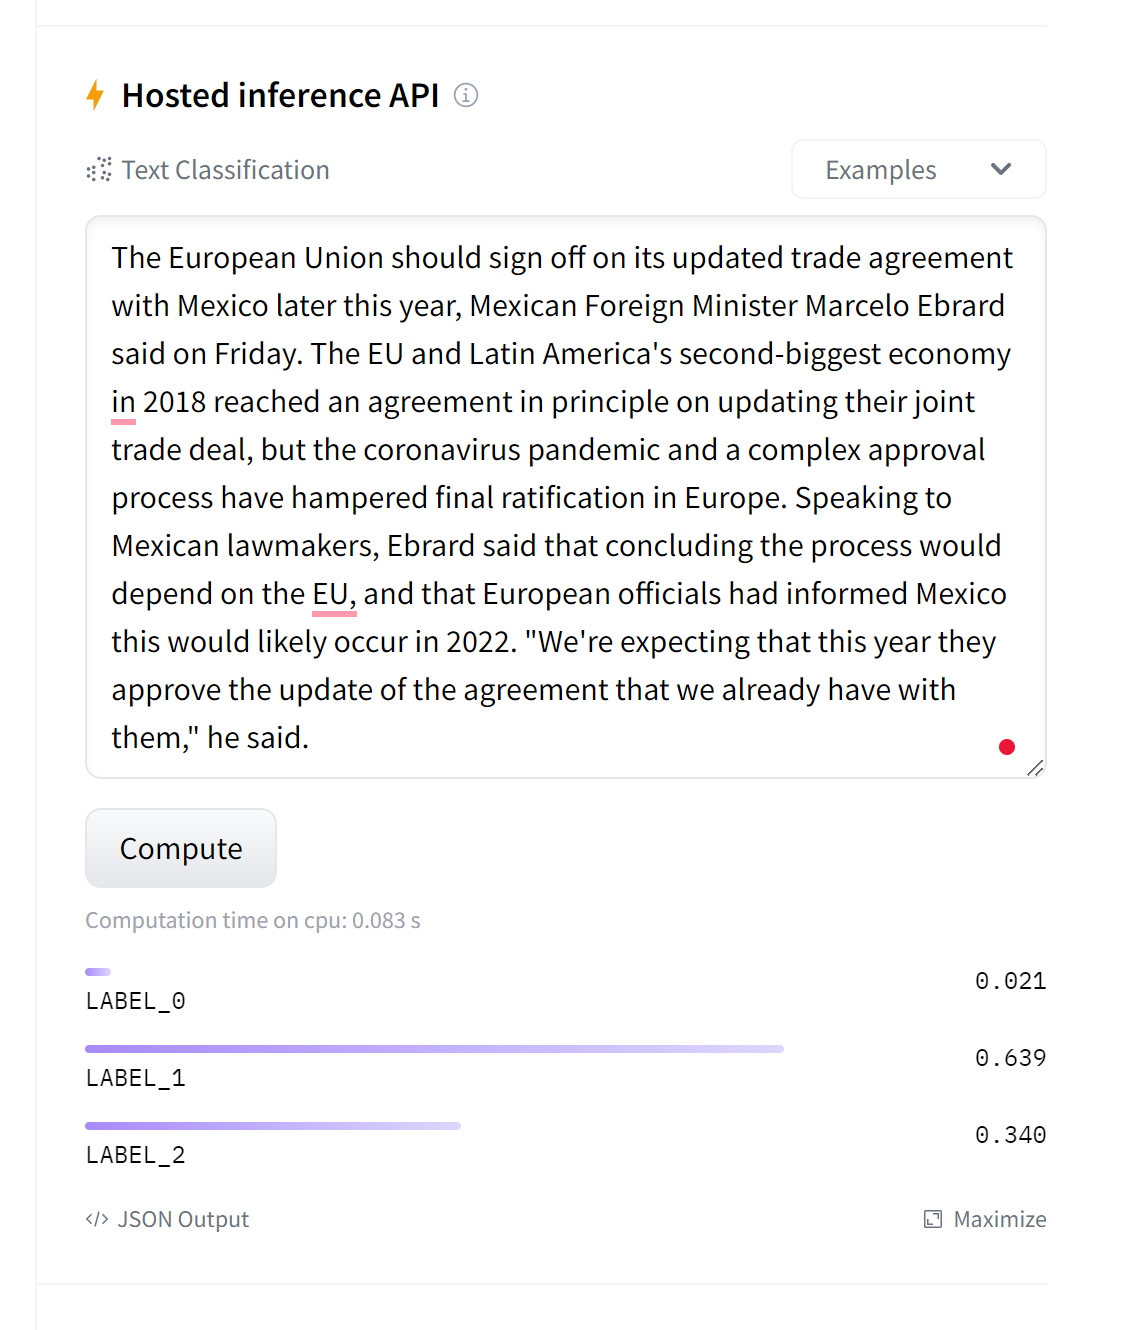 Hosted inference API
Text Classification
Examples
The European Union should sign off on its updated trade agreement
with Mexico later this year, Mexican Foreign Minister Marcelo Ebrard
said on Friday. The EU and Latin America's second-biggest economy
in 2018 reached an agreement in principle on updating their joint
trade deal, but the coronavirus pandemic and a complex approval
process have hampered final ratification in Europe. Speaking to
Mexican lawmakers, Ebrard said that concluding the process would
depend on the EU, and that European officials had informed Mexico
this would likely occur in 2022. "We're expecting that this year they
approve the update of the agreement that we already have with
them," he said.
Compute
Computation time on cpu: 0.083 s
0.021
LABEL_0
0.639
LABEL_1
0.340
LABEL_2
</> JSON Output
Maximize